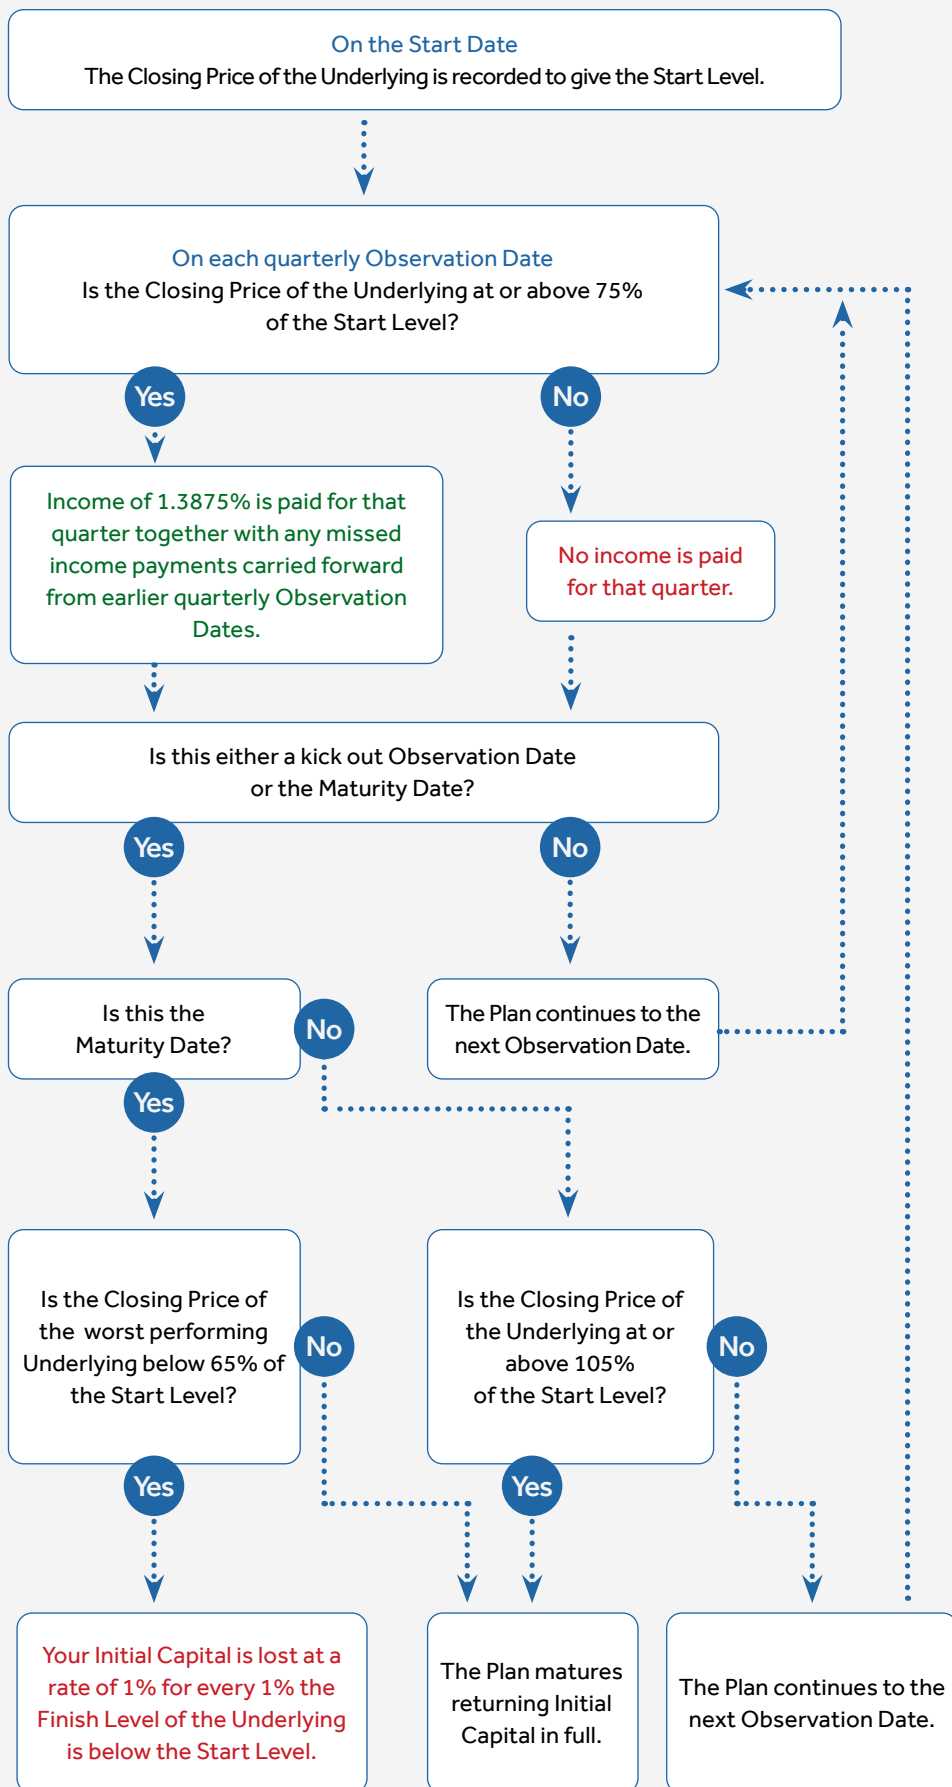 On the Start Date
The Closing Price of the Underlying is recorded to give the Start Level.
On each quarterly Observation Date
Is the Closing Price of the Underlying at or above 75%
of the Start Level?
Yes
No
Income of 1.3875% is paid for that
quarter together with any missed
income payments carried forward
from earlier quarterly Observation
Dates.
No income is paid
for that quarter.
Is this either a kick out Observation Date
or the Maturity Date?
Yes
No
Is this the
Maturity Date?
No
The Plan continues to the
next Observation Date.
Yes
Is the Closing Price of
the worst performing
Underlying below 65% of
the Start Level?
No
Is the Closing Price of
the Underlying at or
above 105%
of the Start Level?
No
Yes
Yes
Your Initial Capital is lost at a
rate of 1% for every 1% the
Finish Level of the Underlying
is below the Start Level.
The Plan matures
returning Initial
Capital in full.
The Plan continues to the
next Observation Date.